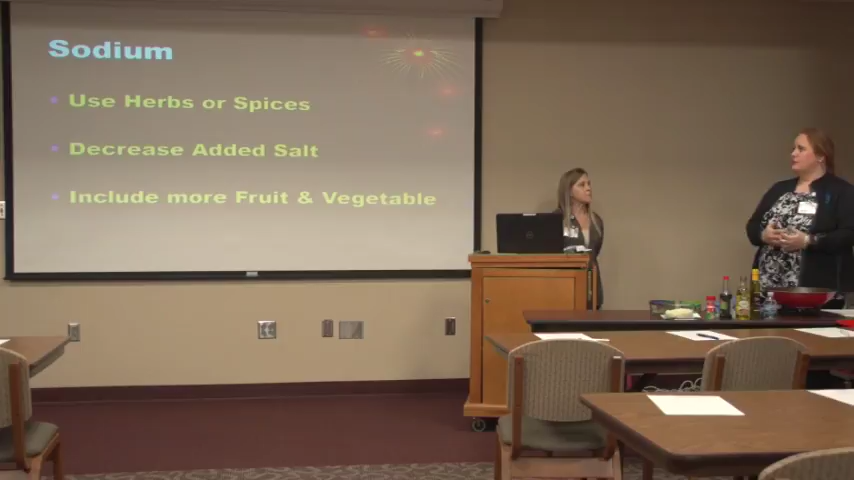 Sodium
Use Herbs or Spices
Decrease Added Salt
Include more Fruit & Vegetable